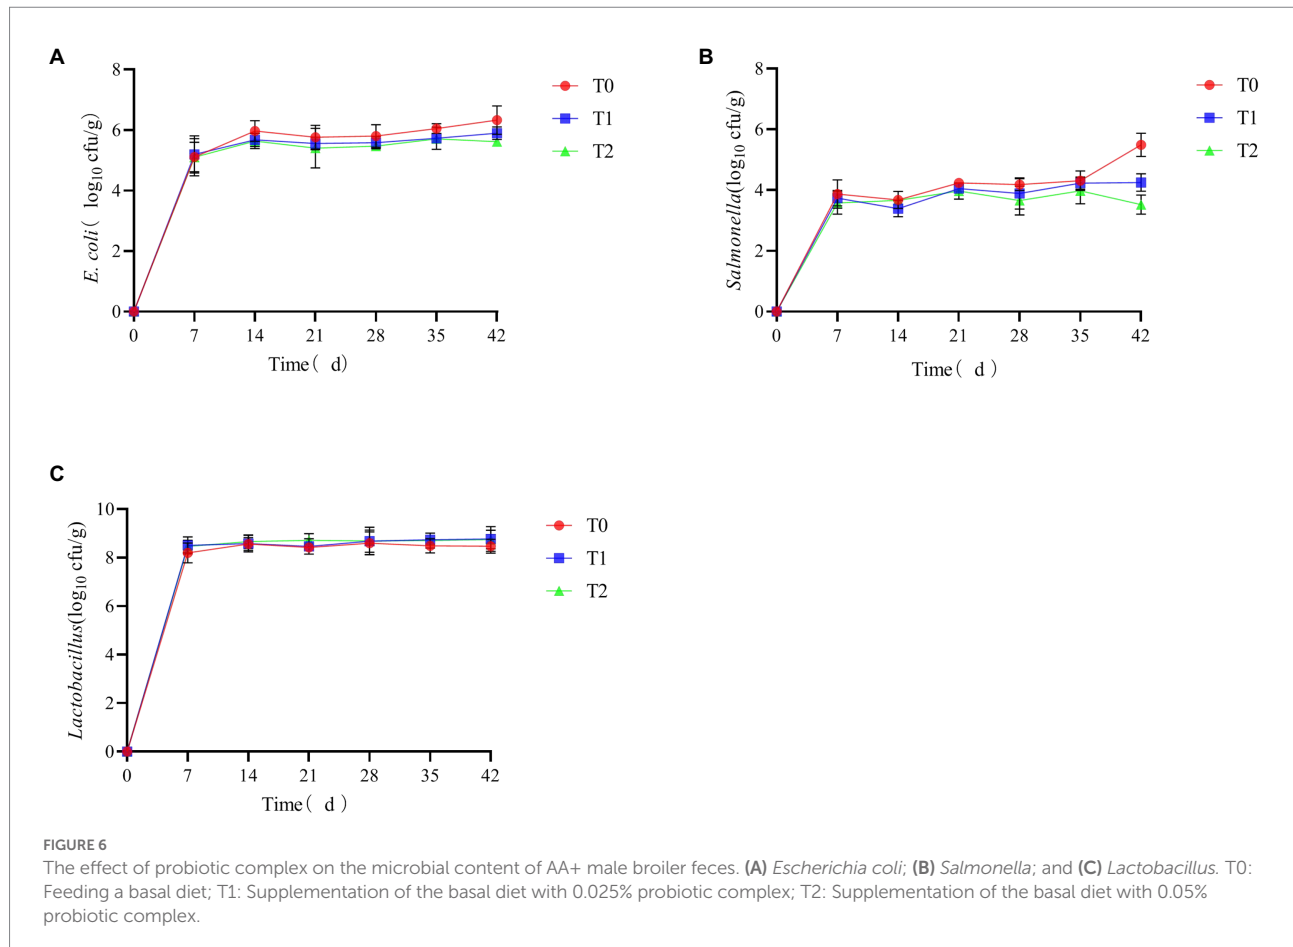 A
8
6
4
2
0
E. coli( log10 cfu/g)
0 7 14 21 28 35 42
Time( d)
T0
T1
T2
B
8
6
4
2
0
Salmonella(log10 cfu/g)
0 7 14 21 28 35 42
Time( d )
T0
T1
T2
C
10
8
6
4
2
0
Lactobacillus(log10 cfu/g)
0 7 14 21 28 35 42
Time( d )
T0
T1
T2
FIGURE 6
The effect of probiotic complex on the microbial content of AA+ male broiler feces. (A) Escherichia coli; (B) Salmonella; and (C) Lactobacillus. T0:
Feeding a basal diet; T1: Supplementation of the basal diet with 0.025% probiotic complex; T2: Supplementation of the basal diet with 0.05%
probiotic complex.